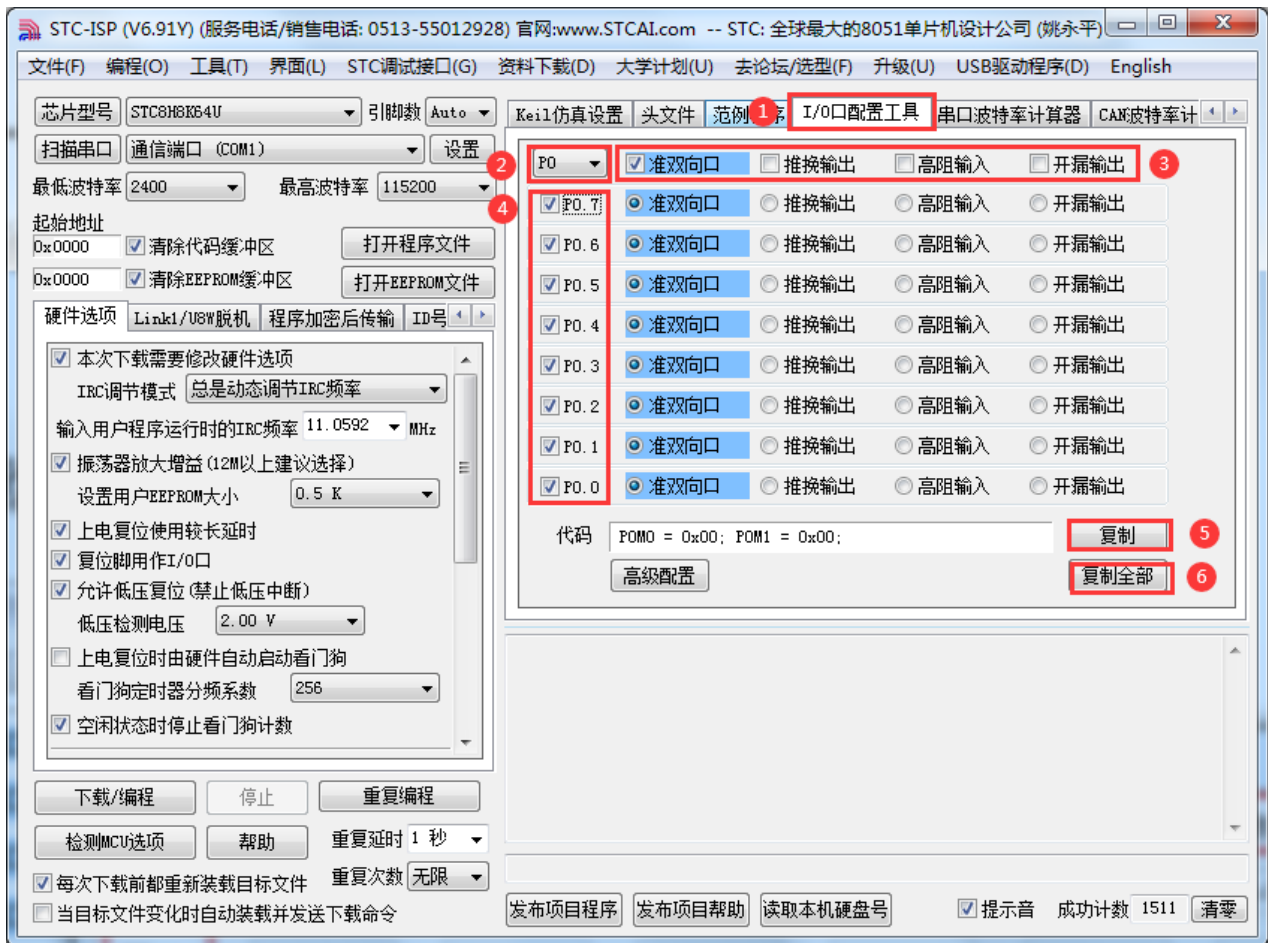 STC-ISP (V6.91Y) (服务电话/销售电话: 0513-55012928) 官网:www.STCAI.com -- STC: 全球最大的8051单片机设计公司 (姚永平)
文件(F) 编程(O) 工具(T) 界面(L) STC调试接口(G) 资料下载(D) 大学计划(U) 去论坛/选型(F) 升级(U) USB驱动程序(D) English
芯片型号 STC8H8K64U 引脚数 Auto
扫描串口 通信端口 (COM1) 设置
最低波特率 2400 最高波特率 115200
起始地址
0x0000 清除代码缓冲区 打开程序文件
0x0000 清除EEPROM缓冲区 打开EEPROM文件
硬件选项 Link1/U8W脱机 程序加密后传输 ID号
本次下载需要修改硬件选项
IRC调节模式 总是动态调节IRC频率
输入用户程序运行时的IRC频率 11.0592 MHz
振荡器放大增益(12M以上建议选择)
设置用户EEPROM大小 0.5 K
上电复位使用较长延时
复位脚用作I/O口
允许低压复位(禁止低压中断)
低压检测电压 2.00 V
上电复位时由硬件自动启动看门狗
看门狗定时器分频系数 256
空闲状态时停止看门狗计数
下载/编程 停止 重复编程
检测MCU选项 帮助 重复延时 1 秒
每次下载前都重新装载目标文件 重复次数 无限
当目标文件变化时自动装载并发送下载命令
Keil仿真设置 头文件 范例 1 序 I/O口配置工具 串口波特率计算器 CAN波特率计
2 P0 准双向口 推挽输出 高阻输入 开漏输出 3
4 P0.7 准双向口 推挽输出 高阻输入 开漏输出
P0.6 准双向口 推挽输出 高阻输入 开漏输出
P0.5 准双向口 推挽输出 高阻输入 开漏输出
P0.4 准双向口 推挽输出 高阻输入 开漏输出
P0.3 准双向口 推挽输出 高阻输入 开漏输出
P0.2 准双向口 推挽输出 高阻输入 开漏输出
P0.1 准双向口 推挽输出 高阻输入 开漏输出
P0.0 准双向口 推挽输出 高阻输入 开漏输出
代码 P0M0 = 0x00; P0M1 = 0x00; 复制 5
高级配置 复制全部 6
发布项目程序 发布项目帮助 读取本机硬盘号 提示音 成功计数 1511 清零